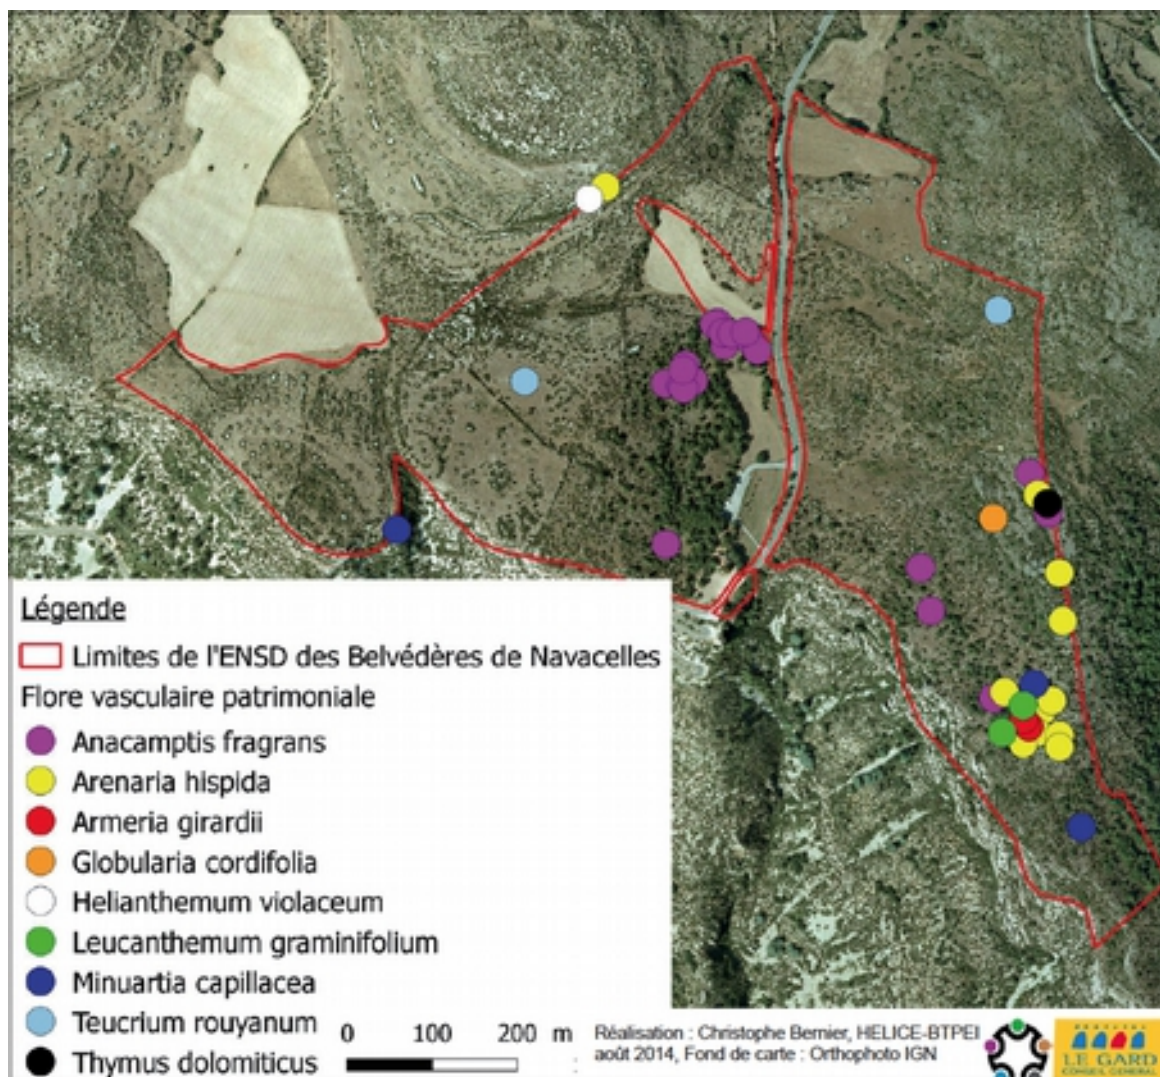 Légende
Limites de l'ENSD des Belvédères de Navacelles
Flore vasculaire patrimoniale
Anacamptis fragrans
Arenaria hispida
Armeria girardii
Globularia cordifolia
Helianthemum violaceum
Leucanthemum graminifolium
Minuartia capillacea
Teucrium rouyanum
Thymus dolomiticus
0 100 200 m
Réalisation : Christophe Bernier, HELICE-BTPEI
août 2014, Fond de carte : Orthophoto IGN
LE GARD
CONSEIL GENERAL